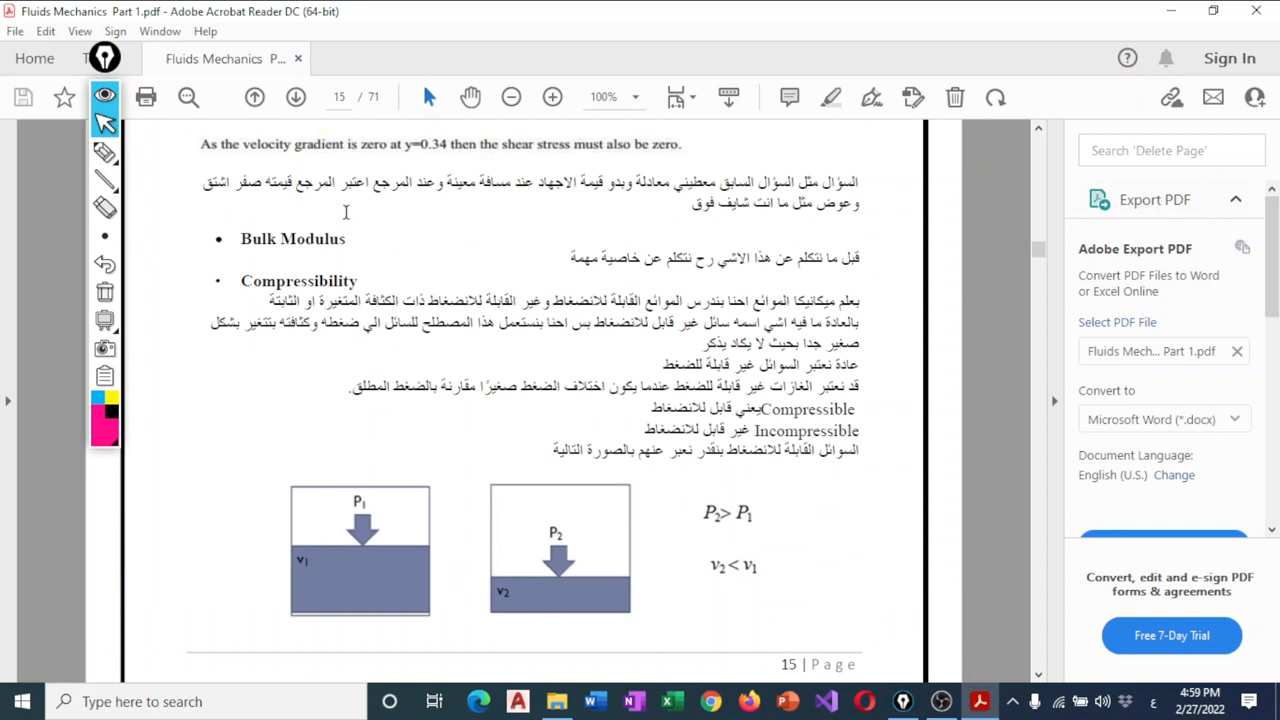 Fluids Mechanics Part 1.pdf - Adobe Acrobat Reader DC (64-bit)
File Edit View Sign Window Help
Home
Fluids Mechanics P...
Sign In
15 / 71
100%
As the velocity gradient is zero at y=0.34 then the shear stress must also be zero.
السؤال مثل السؤال السابق معطيني معادلة وبدو قيمة الاجهاد عند مسافة معينة وعند المرجع اعتبر المرجع قيمته صفر اشتق
وعوض مثل ما انت شايف فوق
• Bulk Modulus
قبل ما نتكلم عن هذا الاشي رح نتكلم عن خاصية مهمة
• Compressibility
بعلم ميكانيكا الموائع احنا بندرس الموائع القابلة للانضغاط وغير القابلة للانضغاط ذات الكثافة المتغيرة او الثابتة
بالعادة ما فيه اشي اسمه سائل غير قابل للانضغاط بس احنا بنستعمل هذا المصطلح للسائل الي ضغطه وكثافته بتتغير بشكل
صغير جدا بحيث لا يكاد يذكر
عادة نعتبر السوائل غير قابلة للضغط
قد نعتبر الغازات غير قابلة للضغط عندما يكون اختلاف الضغط صغيرًا مقارنة بالضغط المطلق.
Compressibleيعني قابل للانضغاط
Incompressible غير قابل للانضغاط
السوائل القابلة للانضغاط بنقدر نعبر عنهم بالصورة التالية
P1
v1
P2
v2
P2> P1
v2 < v1
15 | Page
Search 'Delete Page'
Export PDF
Adobe Export PDF
Convert PDF Files to Word
or Excel Online
Select PDF File
Fluids Mech... Part 1.pdf
Convert to
Microsoft Word (*.docx)
Document Language:
English (U.S.) Change
Convert, edit and e-sign PDF
forms & agreements
Free 7-Day Trial
Type here to search
ع
4:59 PM
2/27/2022